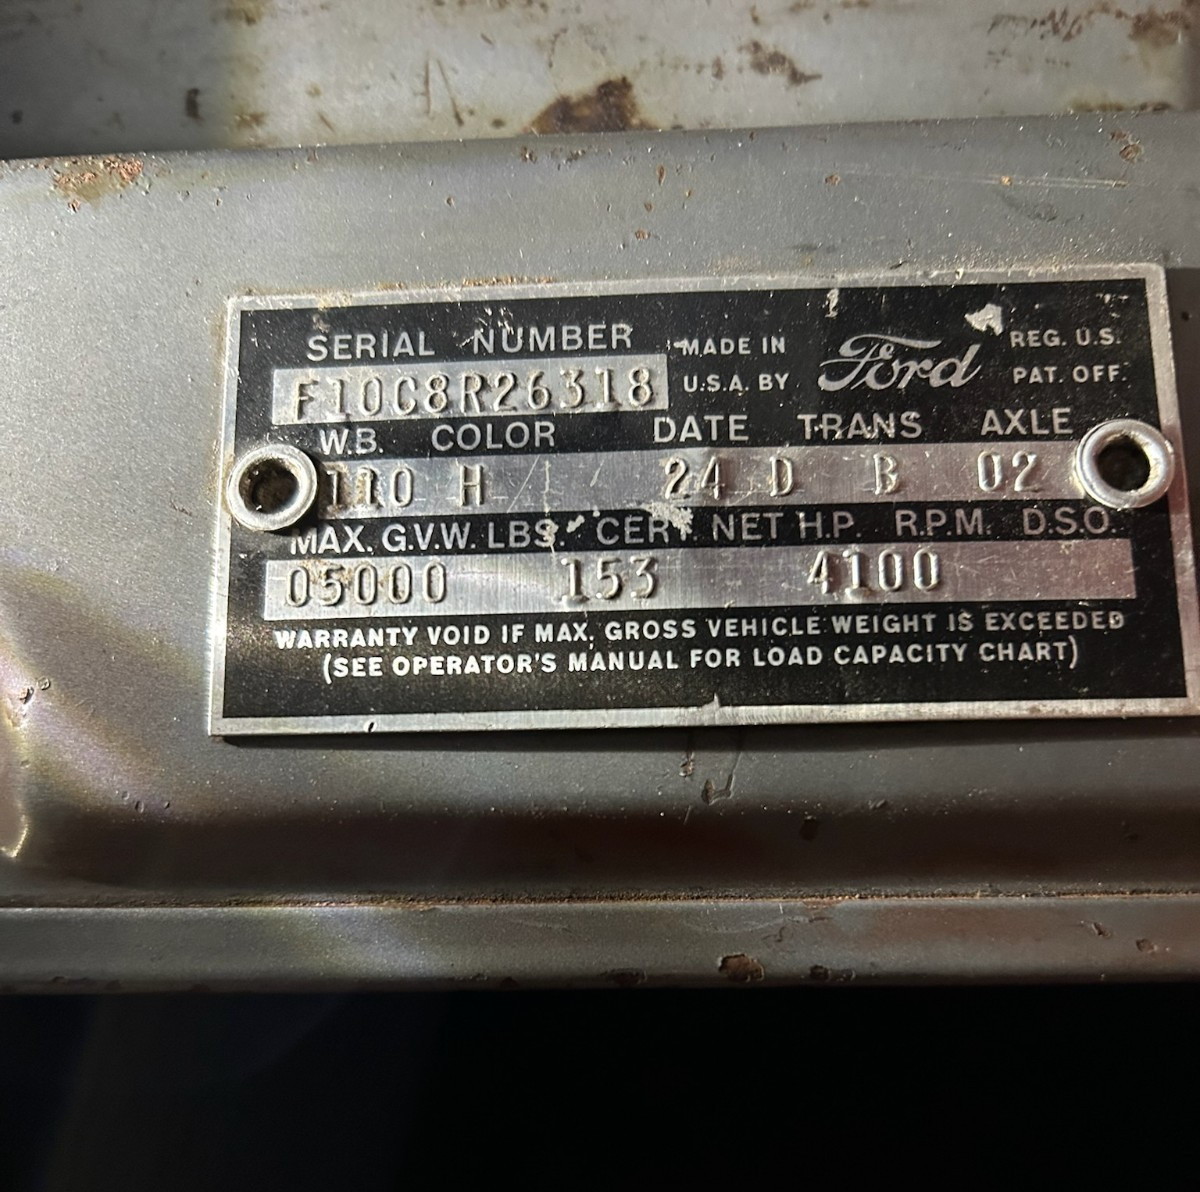 SERIAL NUMBER
F10C8R26318
MADE IN
U.S.A. BY
Ford
REG. U.S.
PAT. OFF.
W.B. COLOR DATE TRANS AXLE
110 H 24 D B 02
MAX. G.V.W. LBS. CERT. NET H.P. R.P.M. D.S.O.
05000 153 4100
WARRANTY VOID IF MAX. GROSS VEHICLE WEIGHT IS EXCEEDED
(SEE OPERATOR'S MANUAL FOR LOAD CAPACITY CHART)